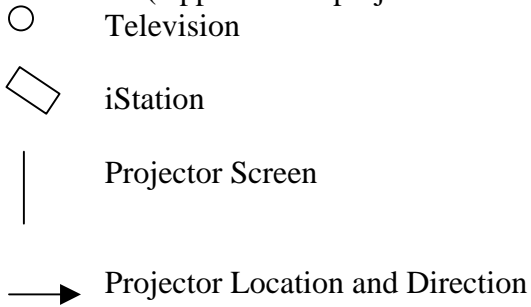 Television
iStation
Projector Screen
Projector Location and Direction